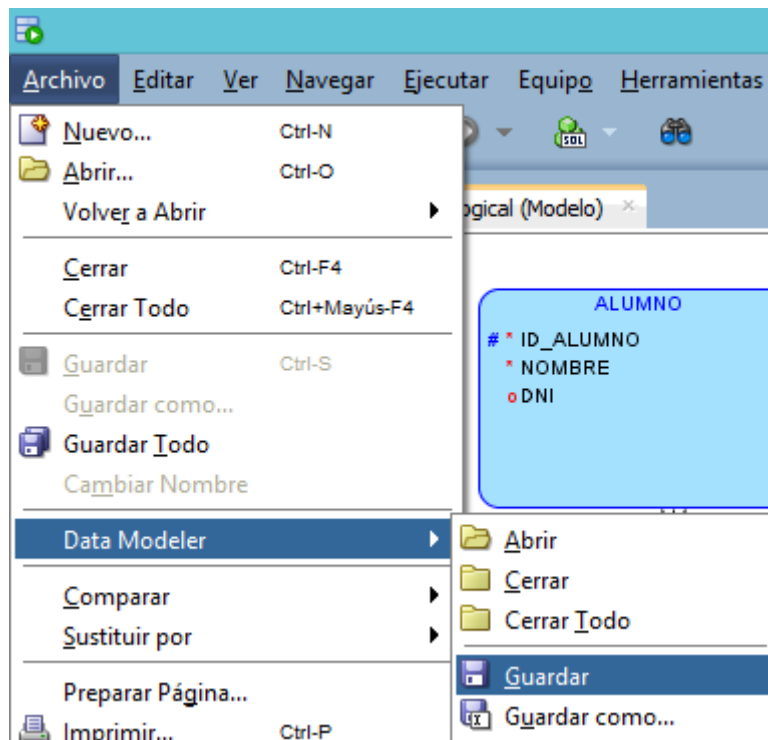 Archivo Editar Ver Navegar Ejecutar Equipo Herramientas
Nuevo... Ctrl-N
SQL
Abrir... Ctrl-O
Volver a Abrir
ogical (Modelo)
Cerrar Ctrl-F4
Cerrar Todo Ctrl+Mayús-F4
ALUMNO
# * ID_ALUMNO
* NOMBRE
o DNI
Guardar Ctrl-S
Guardar como...
Guardar Todo
Cambiar Nombre
Data Modeler
Abrir
Cerrar
Cerrar Todo
Guardar
Guardar como...
Comparar
Sustituir por
Preparar Página...
Imprimir... Ctrl-P